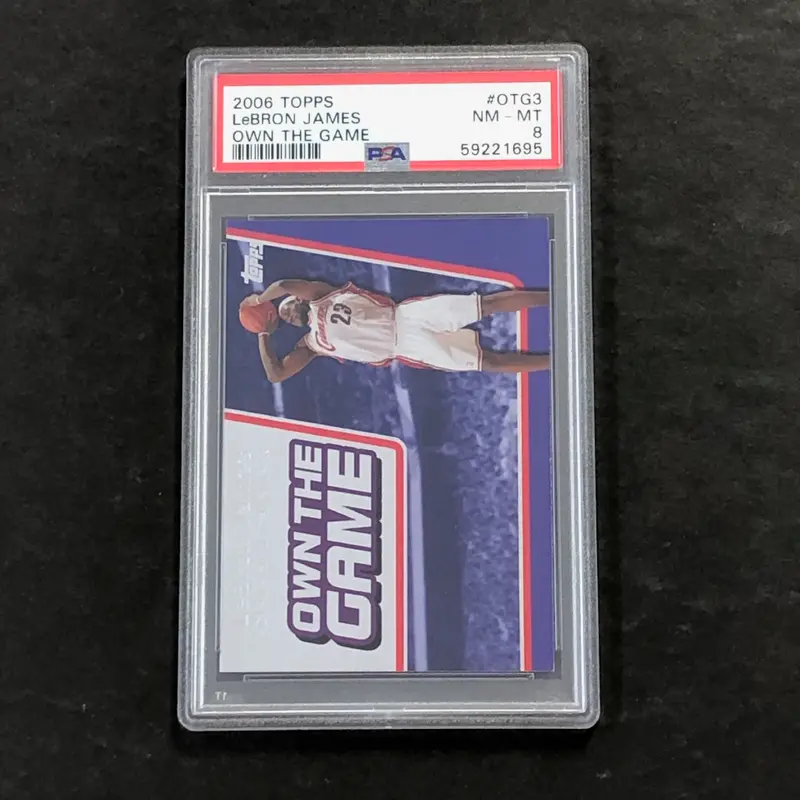 2006 TOPPS #OTG3
LeBRON JAMES NM - MT
OWN THE GAME 8
PSA 59221695
topps
23
OWN THE
GAME